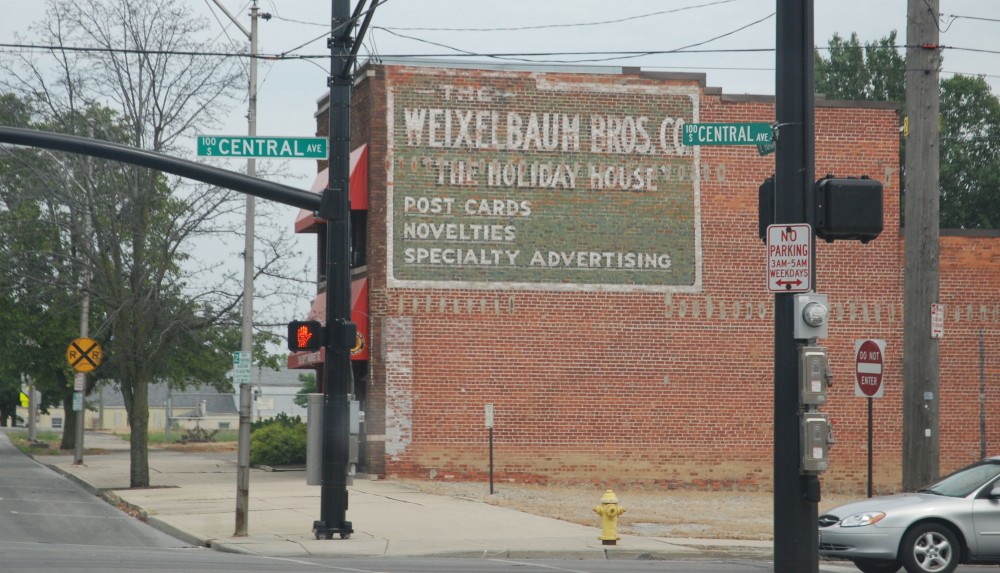 THE
WEIXELBAUM BROS. CO.
"THE HOLIDAY HOUSE"
POST CARDS
NOVELTIES
SPECIALTY ADVERTISING
100 S CENTRAL AVE
100 S CENTRAL AVE
NO
PARKING
3AM-5AM
WEEKDAYS
DO NOT
ENTER
R R